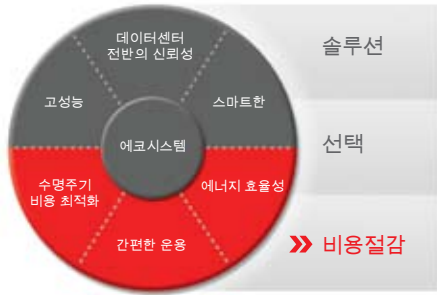 데이터센터
전반의 신뢰성
고성능
스마트한
에코시스템
수명주기
비용 최적화
에너지 효율성
간편한 운용
솔루션
선택
» 비용절감